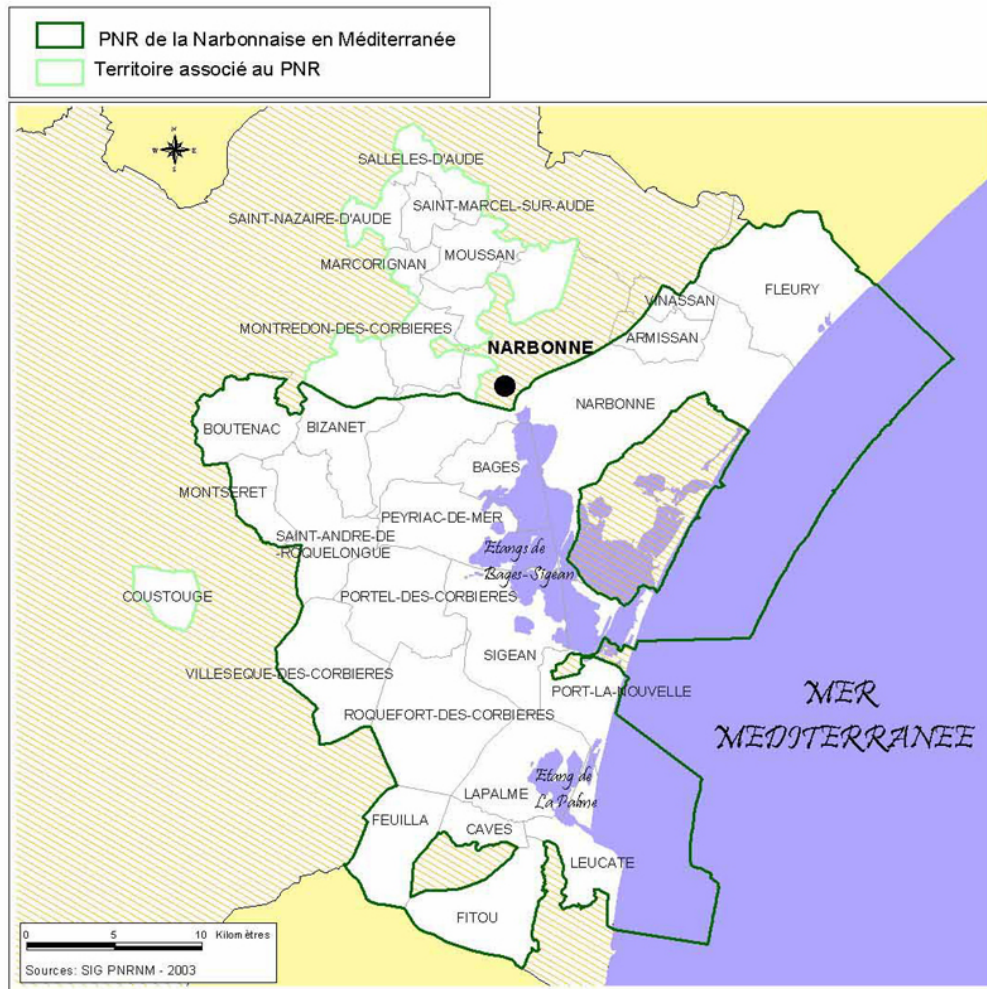 PNR de la Narbonnaise en Méditerranée
Territoire associé au PNR
N
W E
S
SALLELES-D'AUDE
SAINT-NAZAIRE-D'AUDE
SAINT-MARCEL-SUR-AUDE
MARCORIGNAN
MOUSSAN
FLEURY
VINASSAN
MONTREDON-DES-CORBIERES
ARMISSAN
NARBONNE
NARBONNE
BOUTENAC
BIZANET
BAGES
MONTSERET
PEYRIAC-DE-MER
SAINT-ANDRE-DE
-ROQUELONGUE
Etangs de
Bages-Sigean
COUSTOUGE
PORTEL-DES-CORBIERES
SIGEAN
VILLESEQUE-DES-CORBIERES
PORT-LA-NOUVELLE
ROQUEFORT-DES-CORBIERES
MER
MEDITERRANEE
Etang de
La Palme
LAPALME
FEUILLA
CAVES
LEUCATE
FITOU
0 5 10 Kilomètres
Sources: SIG PNRNM - 2003